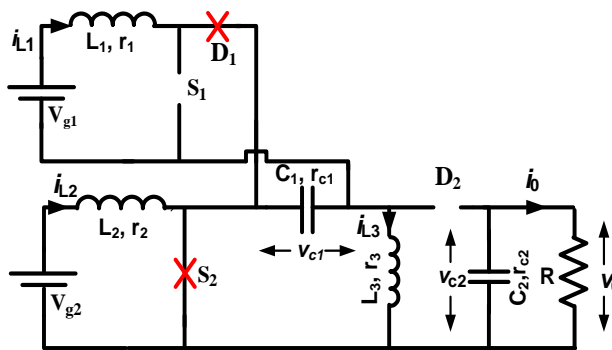 iL1
L1, r1
D1
S1
Vg1
C1, rc1
D2
i0
iL2
L2, r2
iL3
vc1
S2
L3, r3
vc2
C2,rc2
R
Vg2